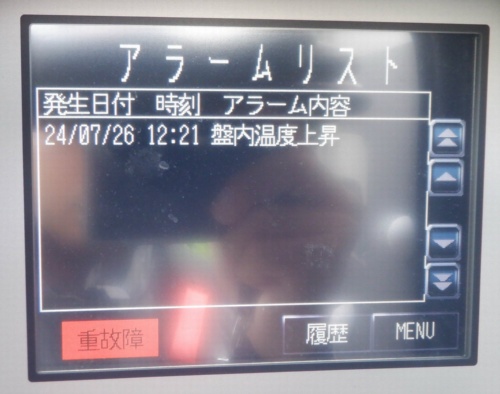 アラームリスト
発生日付 時刻 アラーム内容
24/07/26 12:21 盤内温度上昇
重故障 履歴 MENU